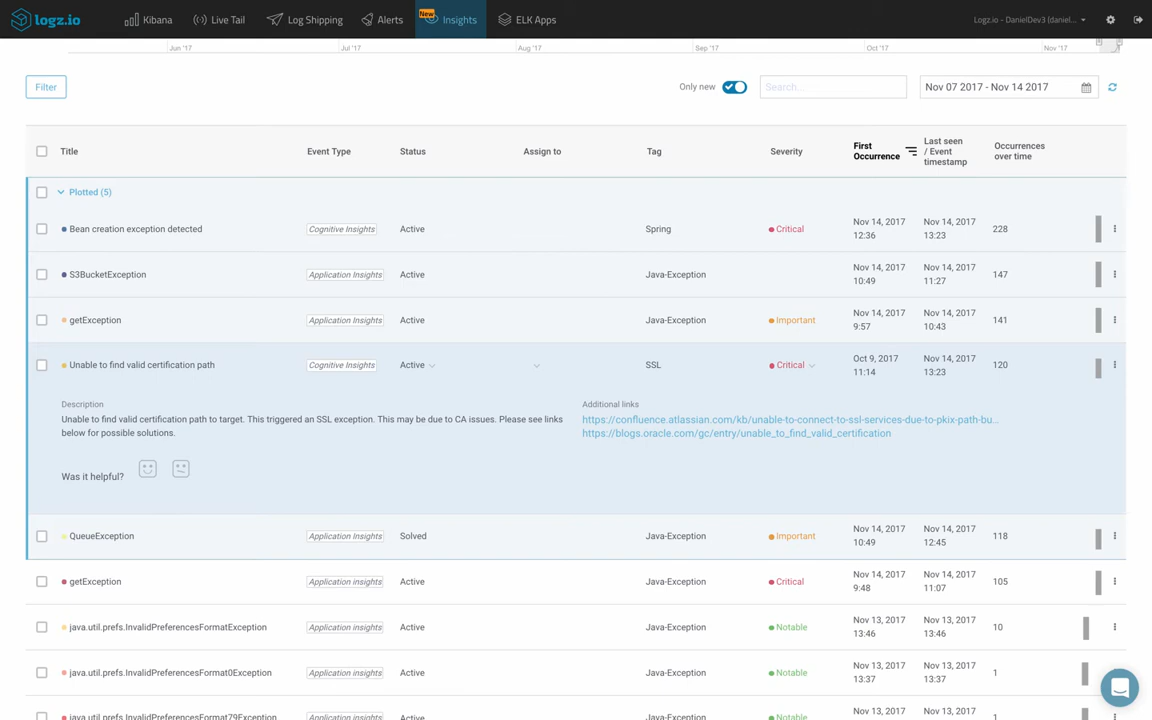 logz.io Kibana Live Tail Log Shipping Alerts New Insights ELK Apps Logz.io – DanielDev3 (daniel...
Jun '17 Jul '17 Aug '17 Sep '17 Oct '17 Nov '17
Filter Only new Search... Nov 07 2017 - Nov 14 2017
Title Event Type Status Assign to Tag Severity First Occurrence Last seen / Event timestamp Occurrences over time
Plotted (5)
Bean creation exception detected Cognitive Insights Active Spring Critical Nov 14, 2017 12:36 Nov 14, 2017 13:23 228
S3BucketException Application Insights Active Java-Exception Nov 14, 2017 10:49 Nov 14, 2017 11:27 147
getException Application Insights Active Java-Exception Important Nov 14, 2017 9:57 Nov 14, 2017 10:43 141
Unable to find valid certification path Cognitive Insights Active SSL Critical Oct 9, 2017 11:14 Nov 14, 2017 13:23 120
Description
Unable to find valid certification path to target. This triggered an SSL exception. This may be due to CA issues. Please see links
below for possible solutions.
Additional links
https://confluence.atlassian.com/kb/unable-to-connect-to-ssl-services-due-to-pkix-path-bu...
https://blogs.oracle.com/gc/entry/unable_to_find_valid_certification
Was it helpful?
QueueException Application Insights Solved Java-Exception Important Nov 14, 2017 10:49 Nov 14, 2017 12:45 118
getException Application insights Active Java-Exception Critical Nov 14, 2017 9:48 Nov 14, 2017 11:07 105
java.util.prefs.InvalidPreferencesFormatException Application insights Active Java-Exception Notable Nov 13, 2017 13:46 Nov 13, 2017 13:46 10
java.util.prefs.InvalidPreferencesFormat0Exception Application insights Active Java-Exception Notable Nov 13, 2017 13:37 Nov 13, 2017 13:37 1
java.util.prefs.InvalidPreferencesFormat79Exception Application insights Active Java-Exception Notable Nov 13, 2017 Nov 13, 2017 1